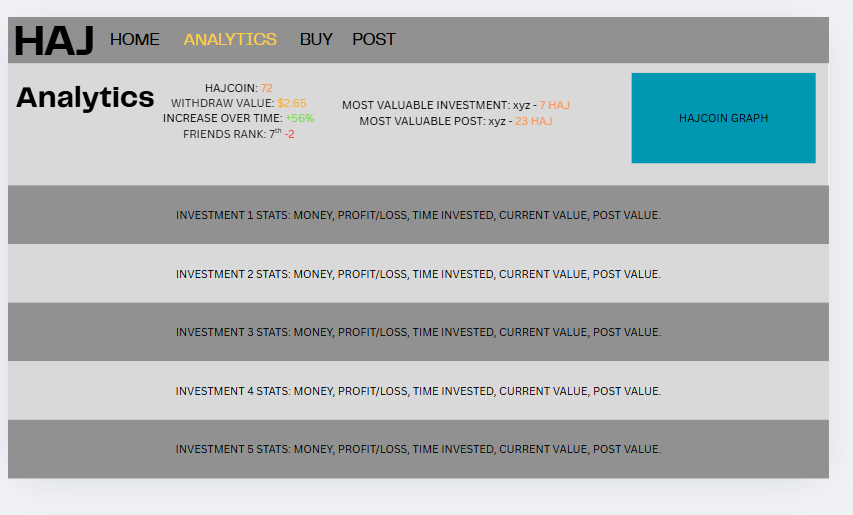 HAJ HOME ANALYTICS BUY POST
Analytics
HAJCOIN: 72
WITHDRAW VALUE: $2.65
INCREASE OVER TIME: +56%
FRIENDS RANK: 7th -2
MOST VALUABLE INVESTMENT: xyz - 7 HAJ
MOST VALUABLE POST: xyz - 23 HAJ
HAJCOIN GRAPH
INVESTMENT 1 STATS: MONEY, PROFIT/LOSS, TIME INVESTED, CURRENT VALUE, POST VALUE.
INVESTMENT 2 STATS: MONEY, PROFIT/LOSS, TIME INVESTED, CURRENT VALUE, POST VALUE.
INVESTMENT 3 STATS: MONEY, PROFIT/LOSS, TIME INVESTED, CURRENT VALUE, POST VALUE.
INVESTMENT 4 STATS: MONEY, PROFIT/LOSS, TIME INVESTED, CURRENT VALUE, POST VALUE.
INVESTMENT 5 STATS: MONEY, PROFIT/LOSS, TIME INVESTED, CURRENT VALUE, POST VALUE.